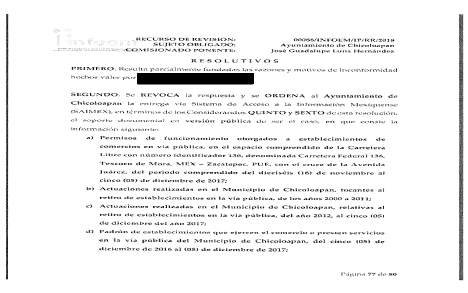 infoem
RECURSO DE REVISIÓN: 00086/INFOEM/IP/RR/2018
SUJETO OBLIGADO: Ayuntamiento de Chicoloapan
COMISIONADO PONENTE: José Guadalupe Luna Hernández
RESOLUTIVOS
PRIMERO. Resulta parcialmente fundadas las razones y motivos de inconformidad
hechos valer por
SEGUNDO. Se REVOCA la respuesta y se ORDENA al Ayuntamiento de
Chicoloapan la entrega vía Sistema de Acceso a la Información Mexiquense
(SAIMEX), en términos de los Considerandos QUINTO y SEXTO de esta resolución,
el soporte documental en versión pública de ser el caso, en que conste la
información siguiente:
a) Permisos de funcionamiento otorgados a establecimientos de
comercios en vía pública, en el espacio comprendido de la Carretera
Libre con número identificador 136, denominada Carretera Federal 136,
Texcoco de Mora, MEX – Zacatepec, PUE, con el cruce de la Avenida
Juárez, del periodo comprendido del dieciséis (16) de noviembre al
cinco (05) de diciembre de 2017;
b) Actuaciones realizadas en el Municipio de Chicoloapan, tocantes al
retiro de establecimientos en la vía pública, de los años 2000 a 2011;
c) Actuaciones realizadas en el Municipio de Chicoloapan, relativas al
retiro de establecimientos en la vía pública, del año 2012, al cinco (05)
de diciembre del año 2017;
d) Padrón de establecimientos que ejercen el comercio o presten servicios
en la vía pública del Municipio de Chicoloapan, del cinco (05) de
diciembre de 2016 al (05) de diciembre de 2017;
Página 77 de 80